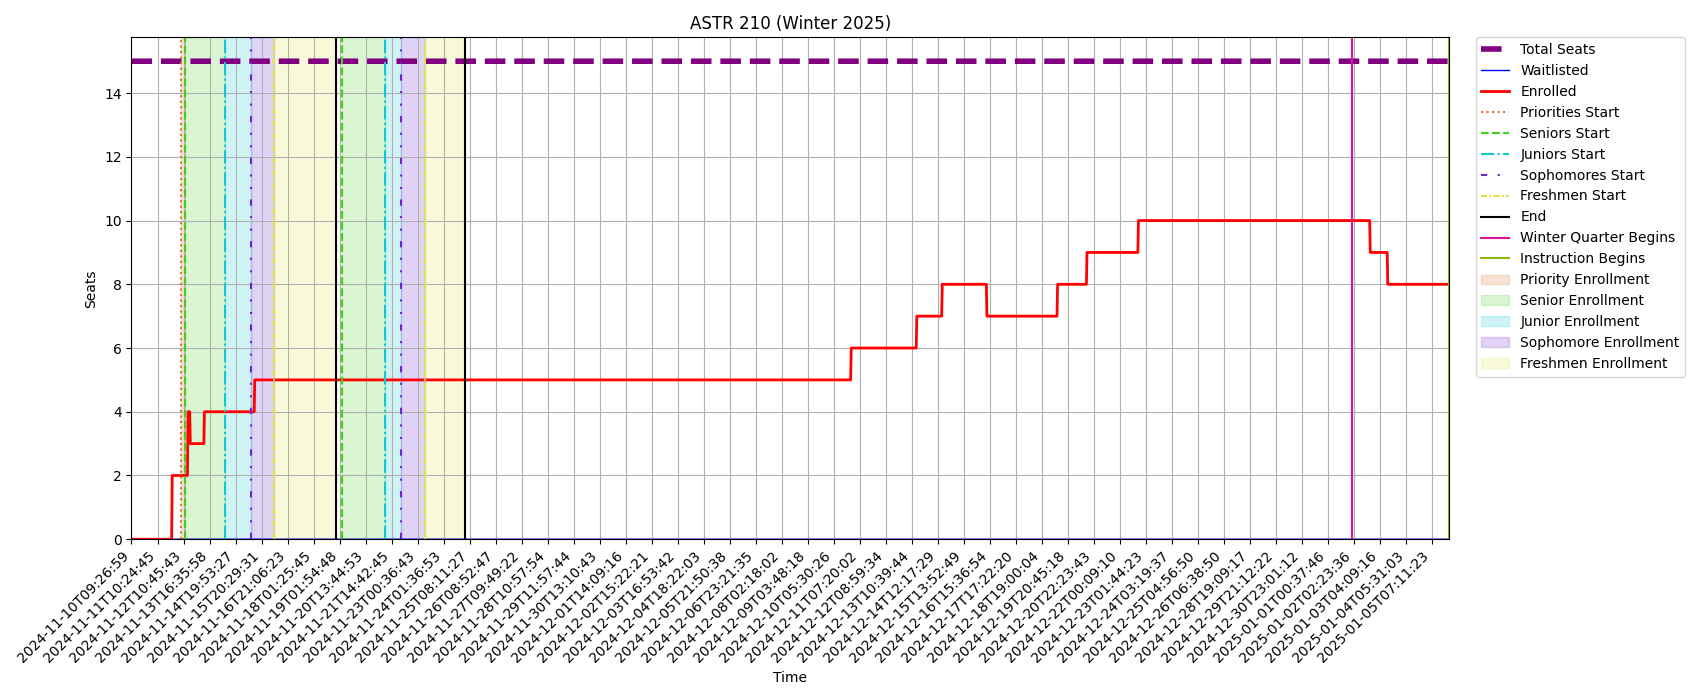 ASTR 210 (Winter 2025)
Seats
14
12
10
8
6
4
2
0
2024-11-10T09:26:59
2024-11-11T10:24:45
2024-11-12T10:45:43
2024-11-13T16:35:58
2024-11-14T19:53:27
2024-11-15T20:29:31
2024-11-16T21:06:23
2024-11-18T01:25:45
2024-11-19T01:54:48
2024-11-20T13:44:53
2024-11-21T14:42:45
2024-11-23T00:36:43
2024-11-24T01:36:53
2024-11-25T08:11:27
2024-11-26T08:52:47
2024-11-27T09:49:22
2024-11-28T10:57:54
2024-11-29T11:57:44
2024-11-30T13:10:43
2024-12-01T14:09:16
2024-12-02T15:22:21
2024-12-03T16:53:42
2024-12-04T18:22:03
2024-12-05T21:50:38
2024-12-06T23:21:35
2024-12-08T02:18:02
2024-12-09T03:48:18
2024-12-10T05:30:26
2024-12-11T07:20:02
2024-12-12T08:59:34
2024-12-13T10:39:44
2024-12-14T12:17:29
2024-12-15T13:52:49
2024-12-16T15:36:54
2024-12-17T17:22:20
2024-12-18T19:00:04
2024-12-19T20:45:18
2024-12-20T22:23:43
2024-12-22T00:09:10
2024-12-23T01:44:23
2024-12-24T03:19:37
2024-12-25T04:56:50
2024-12-26T06:38:50
2024-12-28T19:09:17
2024-12-29T21:12:22
2024-12-30T23:01:12
2025-01-01T00:37:46
2025-01-02T02:23:36
2025-01-03T04:09:16
2025-01-04T05:31:03
2025-01-05T07:11:23
Time
Total Seats
Waitlisted
Enrolled
Priorities Start
Seniors Start
Juniors Start
Sophomores Start
Freshmen Start
End
Winter Quarter Begins
Instruction Begins
Priority Enrollment
Senior Enrollment
Junior Enrollment
Sophomore Enrollment
Freshmen Enrollment